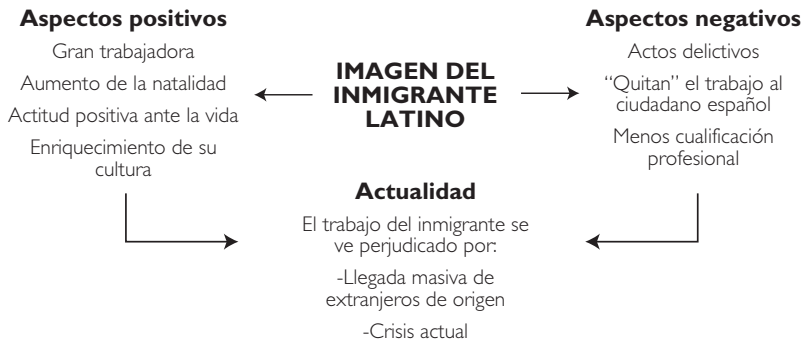 Aspectos positivos
Gran trabajadora
Aumento de la natalidad
Actitud positiva ante la vida
Enriquecimiento de su
cultura
IMAGEN DEL
INMIGRANTE
LATINO
Aspectos negativos
Actos delictivos
“Quitan” el trabajo al
ciudadano español
Menos cualificación
profesional
Actualidad
El trabajo del inmigrante se
ve perjudicado por:
-Llegada masiva de
extranjeros de origen
-Crisis actual